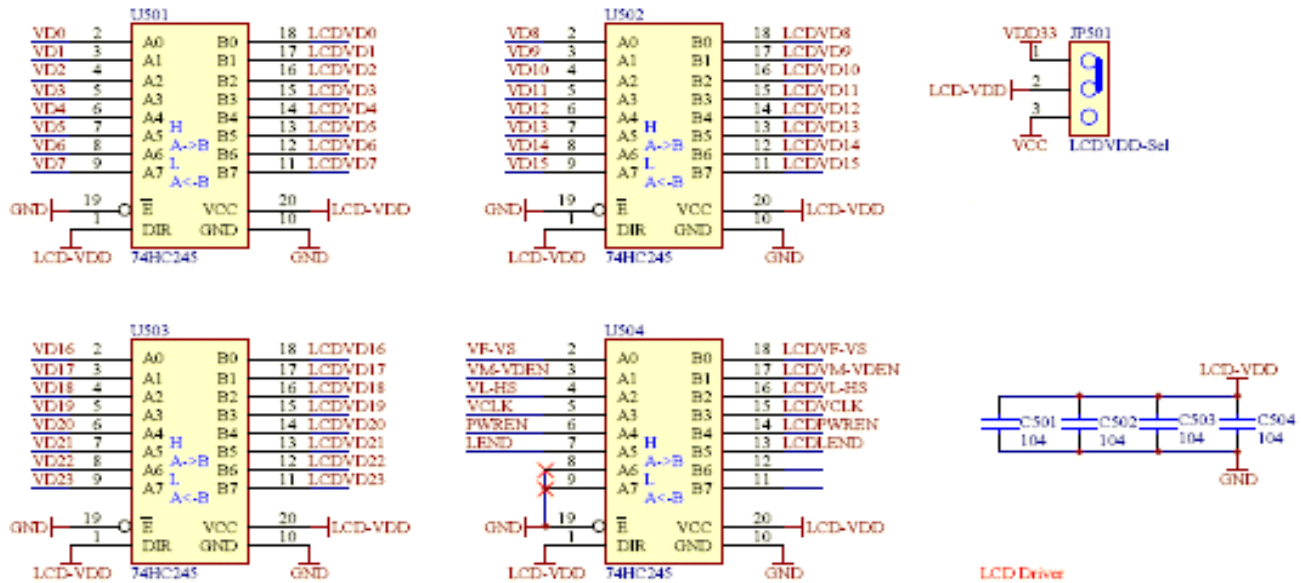 U501
VD0 2 A0 B0 18 LCDVD0
VD1 3 A1 B1 17 LCDVD1
VD2 4 A2 B2 16 LCDVD2
VD3 5 A3 B3 15 LCDVD3
VD4 6 A4 B4 14 LCDVD4
VD5 7 A5 H B5 13 LCDVD5
VD6 8 A6 A->B B6 12 LCDVD6
VD7 9 A7 L B7 11 LCDVD7
A<-B
GND 19 E VCC 20 LCD-VDD
1 DIR GND 10
LCD-VDD 74HC245 GND
U502
VD8 2 A0 B0 18 LCDVD8
VD9 3 A1 B1 17 LCDVD9
VD10 4 A2 B2 16 LCDVD10
VD11 5 A3 B3 15 LCDVD11
VD12 6 A4 B4 14 LCDVD12
VD13 7 A5 H B5 13 LCDVD13
VD14 8 A6 A->B B6 12 LCDVD14
VD15 9 A7 L B7 11 LCDVD15
A<-B
GND 19 E VCC 20 LCD-VDD
1 DIR GND 10
LCD-VDD 74HC245 GND
VDD33 JP501
1
LCD-VDD 2
3
VCC LCDVDD-Sel
U503
VD16 2 A0 B0 18 LCDVD16
VD17 3 A1 B1 17 LCDVD17
VD18 4 A2 B2 16 LCDVD18
VD19 5 A3 B3 15 LCDVD19
VD20 6 A4 B4 14 LCDVD20
VD21 7 A5 H B5 13 LCDVD21
VD22 8 A6 A->B B6 12 LCDVD22
VD23 9 A7 L B7 11 LCDVD23
A<-B
GND 19 E VCC 20 LCD-VDD
1 DIR GND 10
LCD-VDD 74HC245 GND
U504
VF-VS 2 A0 B0 18 LCDVF-VS
VM-VDEN 3 A1 B1 17 LCDVM-VDEN
VL-HS 4 A2 B2 16 LCDVL-HS
VCLK 5 A3 B3 15 LCDVCLK
PWREN 6 A4 B4 14 LCDPWREN
LEND 7 A5 H B5 13 LCDLEND
8 A6 A->B B6 12
9 A7 L B7 11
A<-B
GND 19 E VCC 20 LCD-VDD
1 DIR GND 10
LCD-VDD 74HC245 GND
LCD-VDD
C501 C502 C503 C504
104 104 104 104
GND
LCD Driver